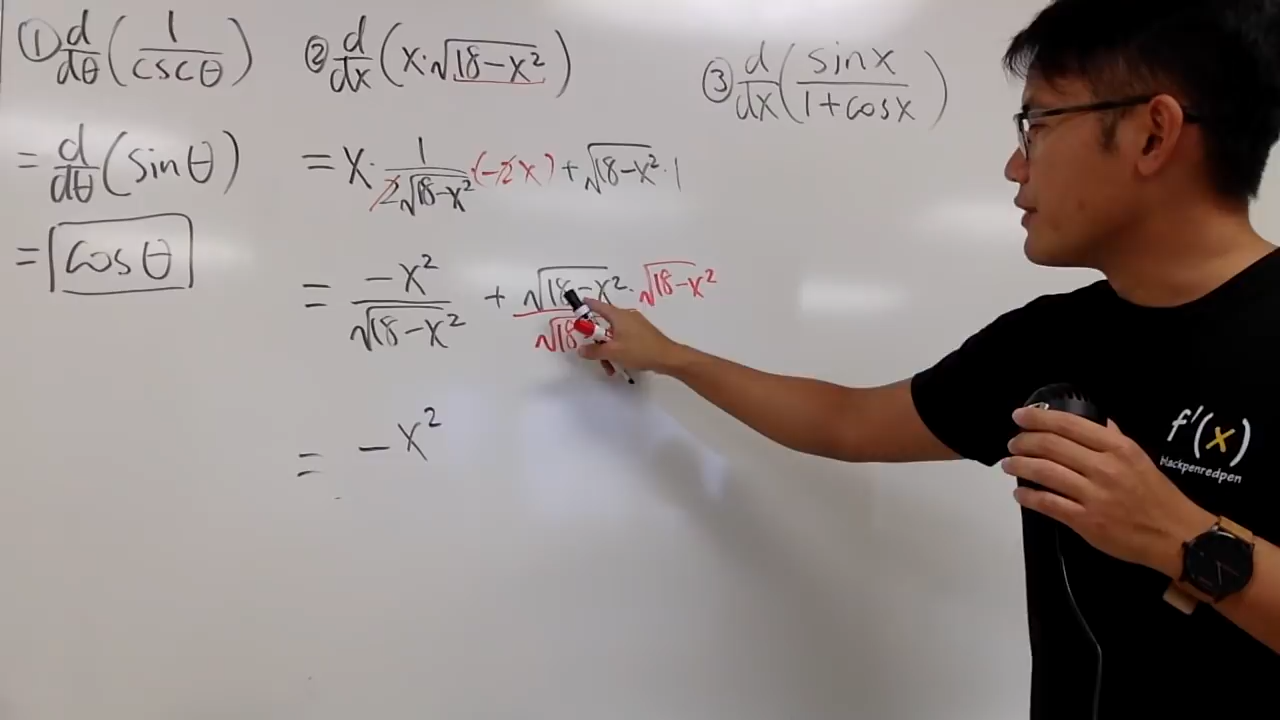 ① d/dθ (1/cscθ)
= d/dθ (sinθ)
= cosθ
② d/dx (x·√(18-x²))
= x·1/(2√(18-x²))·(-2x) + √(18-x²)·1
= -x²/√(18-x²) + √(18-x²)·√(18-x²)/√18
= -x²
③ d/dx (sinx/(1+cosx))
f'(x)
blackpenredpen